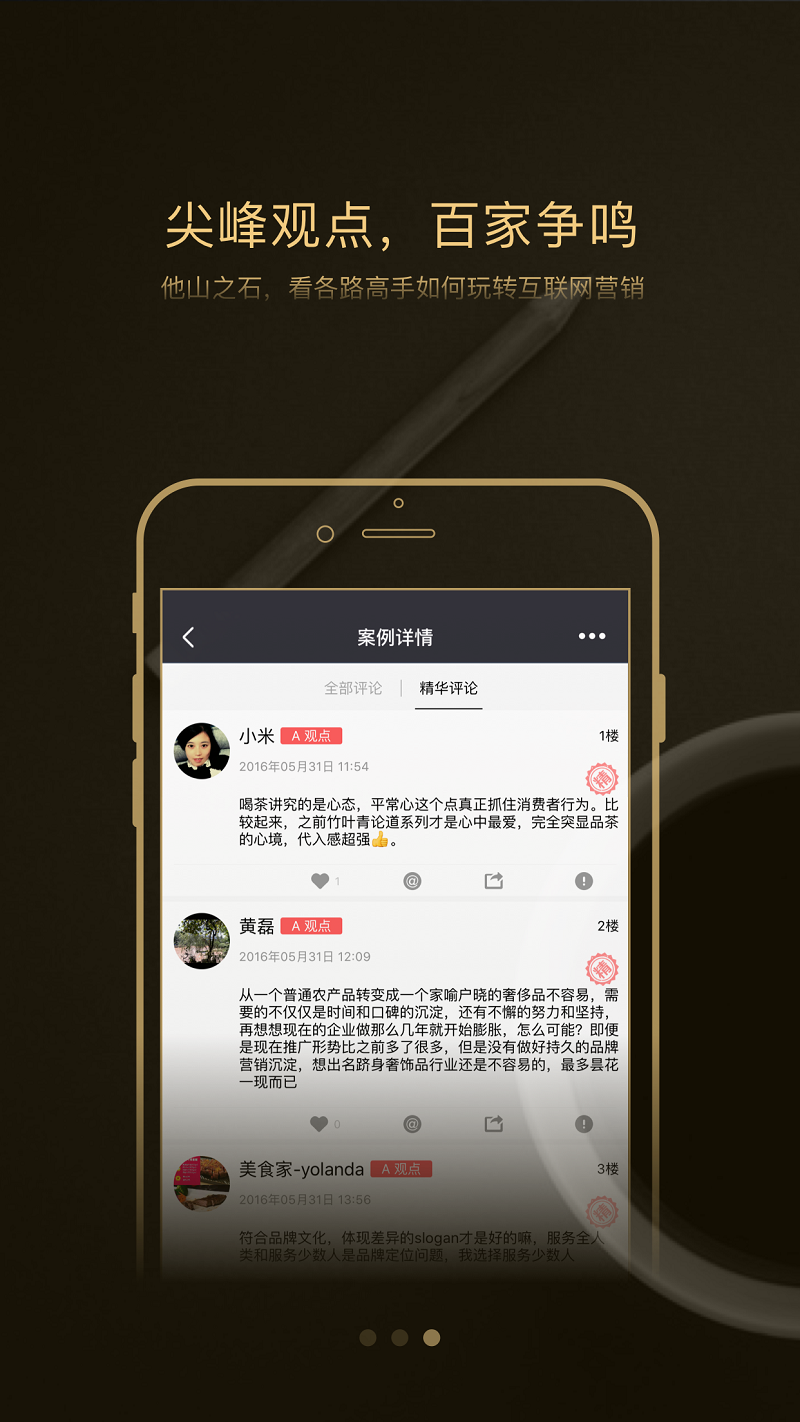 尖峰观点，百家争鸣
他山之石，看各路高手如何玩转互联网营销
案例详情
全部评论
精华评论
小米 A 观点 1楼
2016年05月31日 11:54
精
喝茶讲究的是心态，平常心这个点真正抓住消费者行为。比
较起来，之前竹叶青论道系列才是心中最爱，完全突显品茶
的心境，代入感超强👍。
1
黄磊 A 观点 2楼
2016年05月31日 12:09
精
从一个普通农产品转变成一个家喻户晓的奢侈品不容易，需
要的不仅仅是时间和口碑的沉淀，还有不懈的努力和坚持，
再想想现在的企业做那么几年就开始膨胀，怎么可能？即便
是现在推广形势比之前多了很多，但是没有做好持久的品牌
营销沉淀，想出名跻身奢饰品行业还是不容易的，最多昙花
一现而已
0
美食家-yolanda A 观点 3楼
2016年05月31日 13:56
精
符合品牌文化，体现差异的slogan才是好的嘛，服务全人
类和服务少数人是品牌定位问题，我选择服务少数人